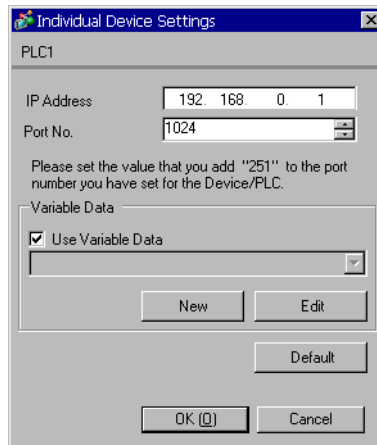 Individual Device Settings
PLC1
IP Address 192. 168. 0. 1
Port No. 1024
Please set the value that you add "251" to the port
number you have set for the Device/PLC.
Variable Data
Use Variable Data
New Edit
Default
OK (O) Cancel